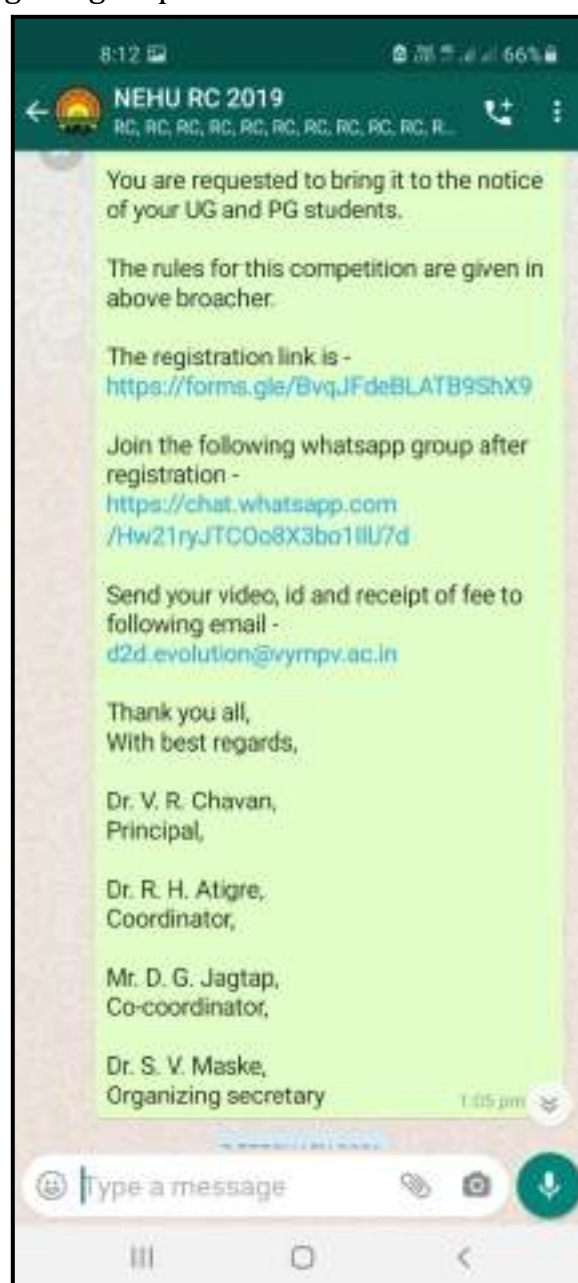 8:12
66%
NEHU RC 2019
RC, RC, RC, RC, RC, RC, RC, RC, RC, R...
You are requested to bring it to the notice
of your UG and PG students.
The rules for this competition are given in
above broacher.
The registration link is -
https://forms.gle/BvqJFdeBLATB9ShX9
Join the following whatsapp group after
registration -
https://chat.whatsapp.com
/Hw21ryJTCOo8X3bo1IlU7d
Send your video, id and receipt of fee to
following email -
d2d.evolution@vympv.ac.in
Thank you all,
With best regards,
Dr. V. R. Chavan,
Principal,
Dr. R. H. Atigre,
Coordinator,
Mr. D. G. Jagtap,
Co-coordinator,
Dr. S. V. Maske,
Organizing secretary
1:05 pm
Type a message